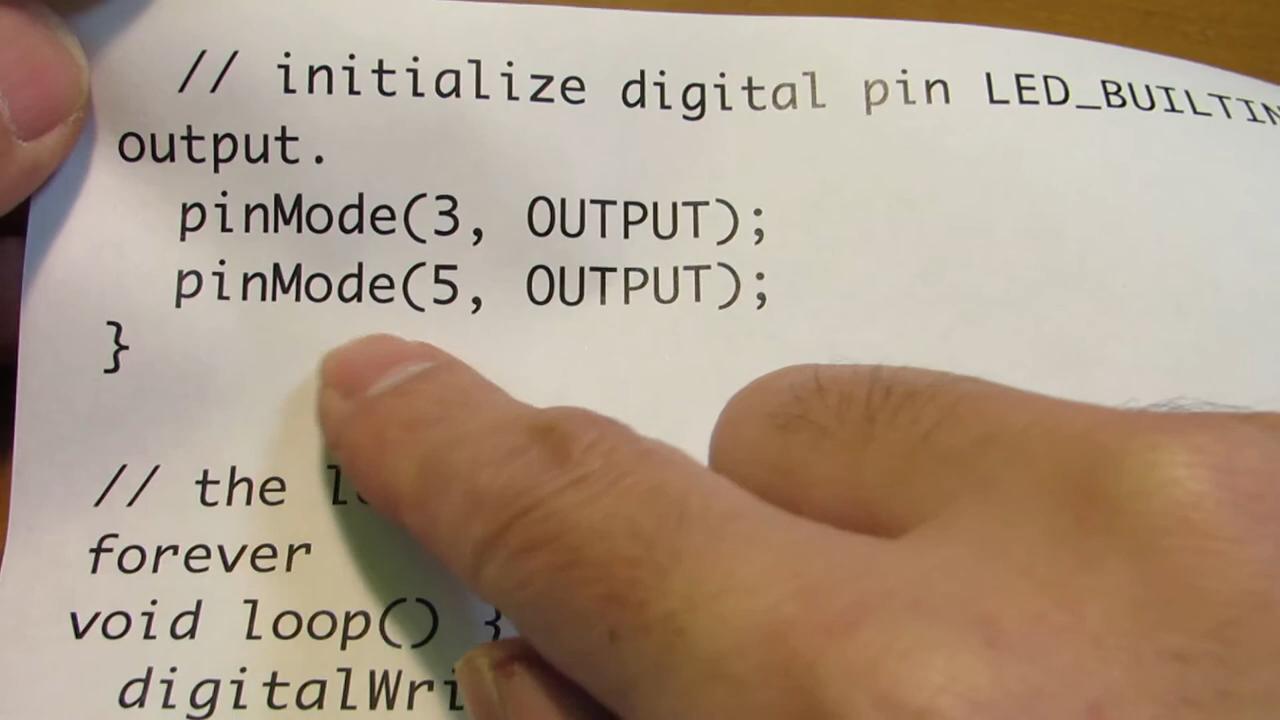 // initialize digital pin LED_BUILTIN
output.
pinMode(3, OUTPUT);
pinMode(5, OUTPUT);
}
// the
forever
void loop() {
digitalWri